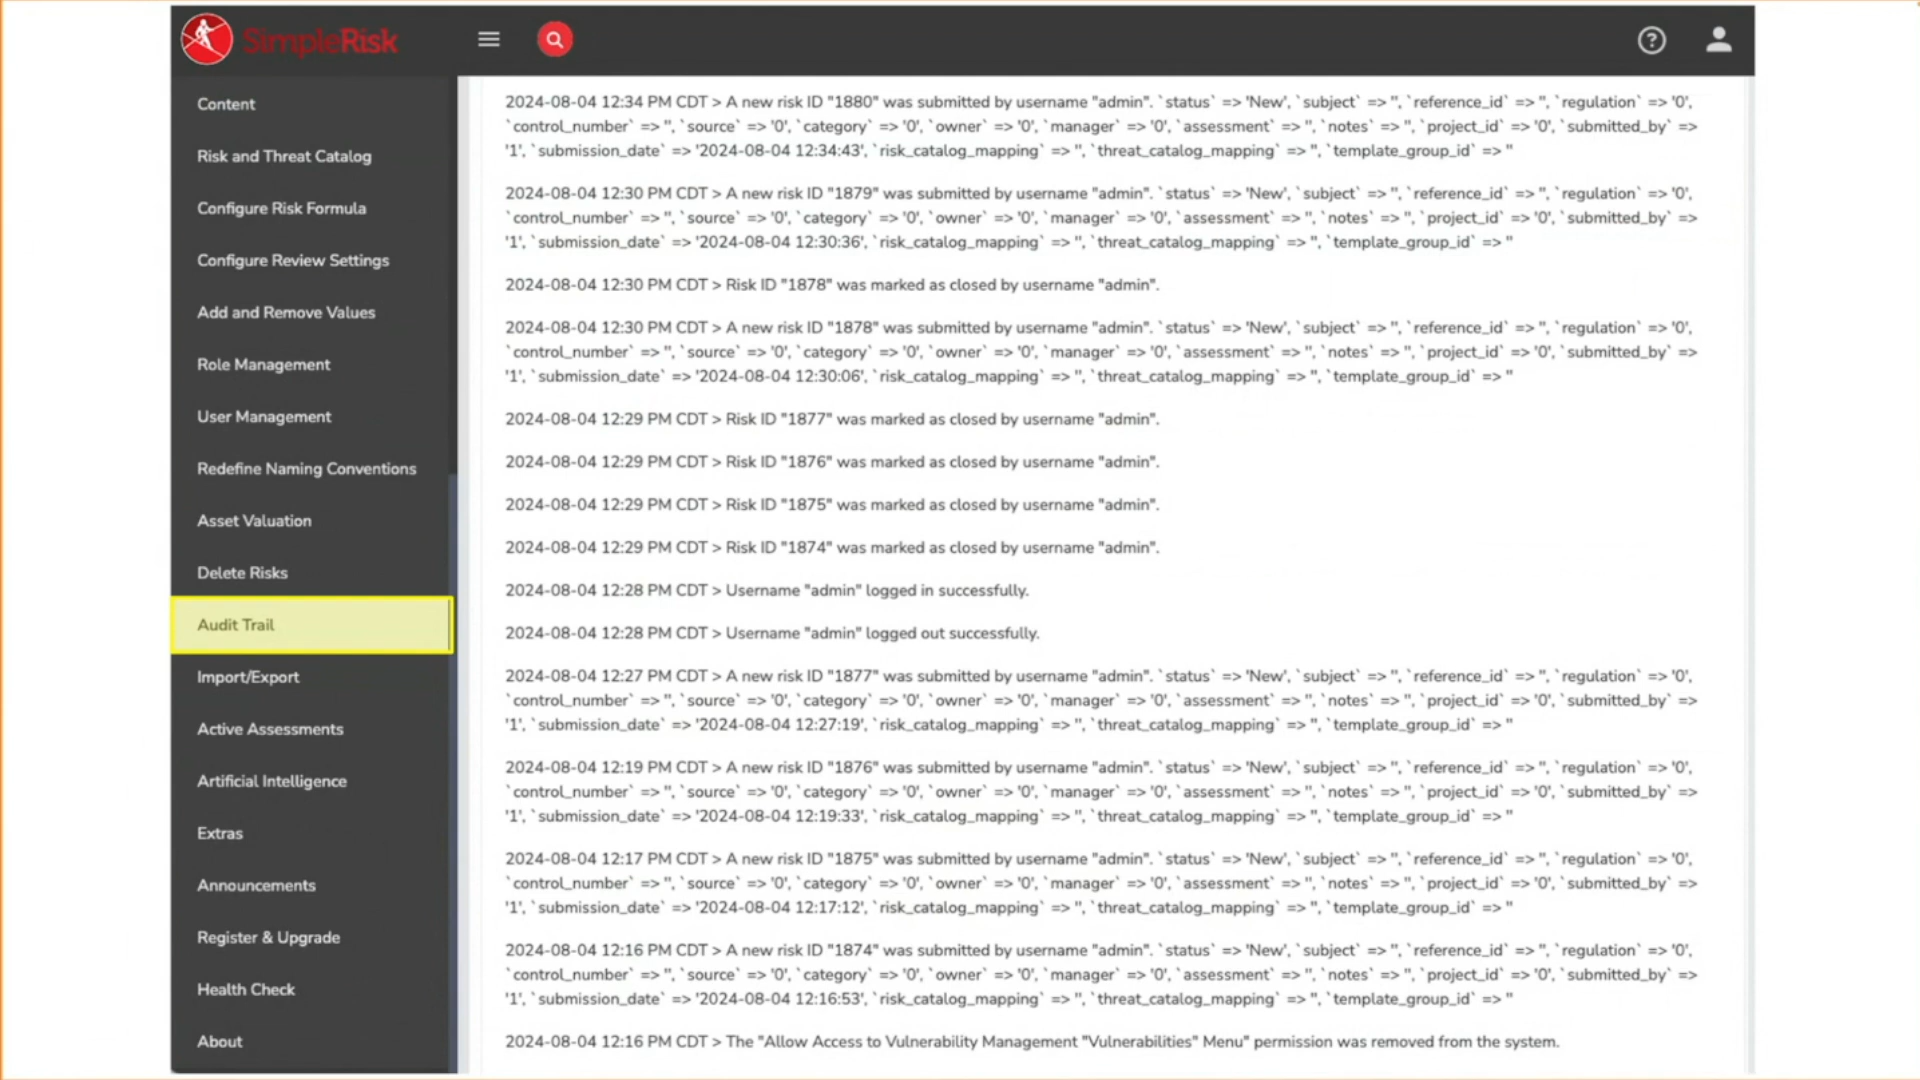 SimpleRisk
Content
Risk and Threat Catalog
Configure Risk Formula
Configure Review Settings
Add and Remove Values
Role Management
User Management
Redefine Naming Conventions
Asset Valuation
Delete Risks
Audit Trail
Import/Export
Active Assessments
Artificial Intelligence
Extras
Announcements
Register & Upgrade
Health Check
About
2024-08-04 12:34 PM CDT > A new risk ID "1880" was submitted by username "admin". `status` => 'New', `subject` => '', `reference_id` => '', `regulation` => '0',
`control_number` => '', `source` => '0', `category` => '0', `owner` => '0', `manager` => '0', `assessment` => '', `notes` => '', `project_id` => '0', `submitted_by` =>
'1', `submission_date` => '2024-08-04 12:34:43', `risk_catalog_mapping` => '', `threat_catalog_mapping` => '', `template_group_id` => ''
2024-08-04 12:30 PM CDT > A new risk ID "1879" was submitted by username "admin". `status` => 'New', `subject` => '', `reference_id` => '', `regulation` => '0',
`control_number` => '', `source` => '0', `category` => '0', `owner` => '0', `manager` => '0', `assessment` => '', `notes` => '', `project_id` => '0', `submitted_by` =>
'1', `submission_date` => '2024-08-04 12:30:36', `risk_catalog_mapping` => '', `threat_catalog_mapping` => '', `template_group_id` => ''
2024-08-04 12:30 PM CDT > Risk ID "1878" was marked as closed by username "admin".
2024-08-04 12:30 PM CDT > A new risk ID "1878" was submitted by username "admin". `status` => 'New', `subject` => '', `reference_id` => '', `regulation` => '0',
`control_number` => '', `source` => '0', `category` => '0', `owner` => '0', `manager` => '0', `assessment` => '', `notes` => '', `project_id` => '0', `submitted_by` =>
'1', `submission_date` => '2024-08-04 12:30:06', `risk_catalog_mapping` => '', `threat_catalog_mapping` => '', `template_group_id` => ''
2024-08-04 12:29 PM CDT > Risk ID "1877" was marked as closed by username "admin".
2024-08-04 12:29 PM CDT > Risk ID "1876" was marked as closed by username "admin".
2024-08-04 12:29 PM CDT > Risk ID "1875" was marked as closed by username "admin".
2024-08-04 12:29 PM CDT > Risk ID "1874" was marked as closed by username "admin".
2024-08-04 12:28 PM CDT > Username "admin" logged in successfully.
2024-08-04 12:28 PM CDT > Username "admin" logged out successfully.
2024-08-04 12:27 PM CDT > A new risk ID "1877" was submitted by username "admin". `status` => 'New', `subject` => '', `reference_id` => '', `regulation` => '0',
`control_number` => '', `source` => '0', `category` => '0', `owner` => '0', `manager` => '0', `assessment` => '', `notes` => '', `project_id` => '0', `submitted_by` =>
'1', `submission_date` => '2024-08-04 12:27:19', `risk_catalog_mapping` => '', `threat_catalog_mapping` => '', `template_group_id` => ''
2024-08-04 12:19 PM CDT > A new risk ID "1876" was submitted by username "admin". `status` => 'New', `subject` => '', `reference_id` => '', `regulation` => '0',
`control_number` => '', `source` => '0', `category` => '0', `owner` => '0', `manager` => '0', `assessment` => '', `notes` => '', `project_id` => '0', `submitted_by` =>
'1', `submission_date` => '2024-08-04 12:19:33', `risk_catalog_mapping` => '', `threat_catalog_mapping` => '', `template_group_id` => ''
2024-08-04 12:17 PM CDT > A new risk ID "1875" was submitted by username "admin". `status` => 'New', `subject` => '', `reference_id` => '', `regulation` => '0',
`control_number` => '', `source` => '0', `category` => '0', `owner` => '0', `manager` => '0', `assessment` => '', `notes` => '', `project_id` => '0', `submitted_by` =>
'1', `submission_date` => '2024-08-04 12:17:12', `risk_catalog_mapping` => '', `threat_catalog_mapping` => '', `template_group_id` => ''
2024-08-04 12:16 PM CDT > A new risk ID "1874" was submitted by username "admin". `status` => 'New', `subject` => '', `reference_id` => '', `regulation` => '0',
`control_number` => '', `source` => '0', `category` => '0', `owner` => '0', `manager` => '0', `assessment` => '', `notes` => '', `project_id` => '0', `submitted_by` =>
'1', `submission_date` => '2024-08-04 12:16:53', `risk_catalog_mapping` => '', `threat_catalog_mapping` => '', `template_group_id` => ''
2024-08-04 12:16 PM CDT > The "Allow Access to Vulnerability Management "Vulnerabilities" Menu" permission was removed from the system.